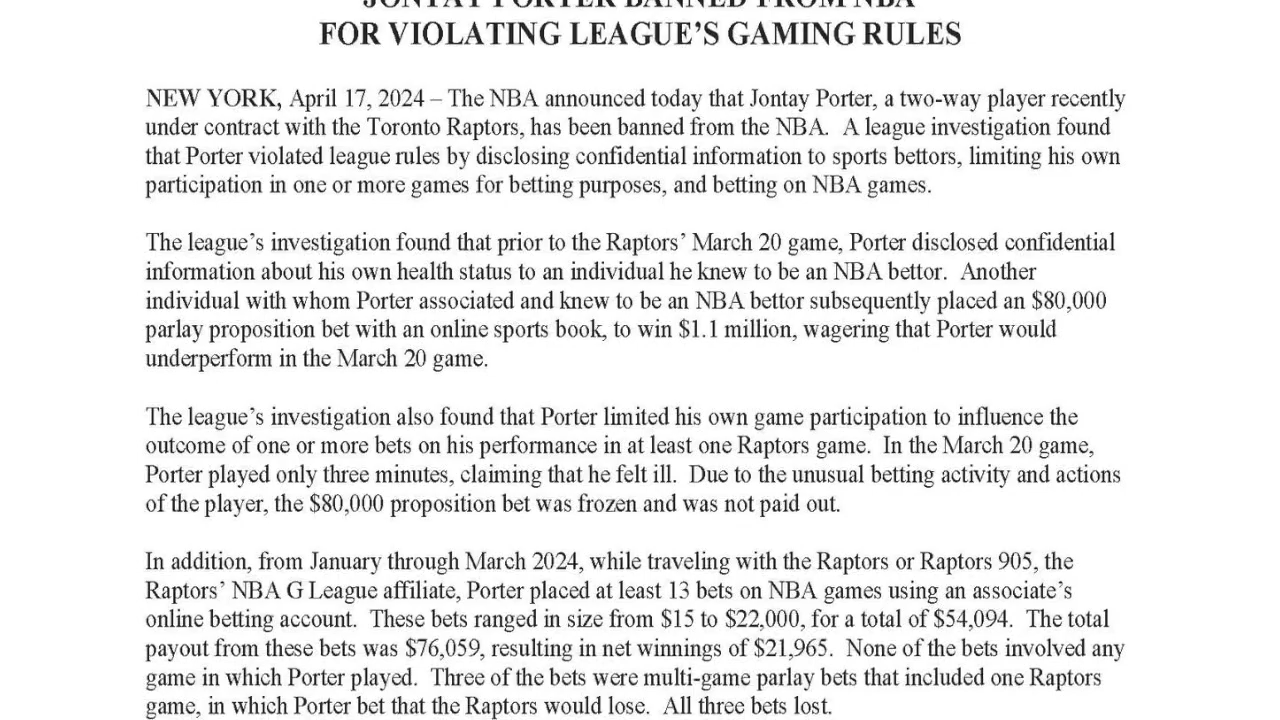 JONTAY PORTER BANNED FROM NBA
FOR VIOLATING LEAGUE'S GAMING RULES
NEW YORK, April 17, 2024 – The NBA announced today that Jontay Porter, a two-way player recently
under contract with the Toronto Raptors, has been banned from the NBA.  A league investigation found
that Porter violated league rules by disclosing confidential information to sports bettors, limiting his own
participation in one or more games for betting purposes, and betting on NBA games.
The league's investigation found that prior to the Raptors' March 20 game, Porter disclosed confidential
information about his own health status to an individual he knew to be an NBA bettor.  Another
individual with whom Porter associated and knew to be an NBA bettor subsequently placed an $80,000
parlay proposition bet with an online sports book, to win $1.1 million, wagering that Porter would
underperform in the March 20 game.
The league's investigation also found that Porter limited his own game participation to influence the
outcome of one or more bets on his performance in at least one Raptors game.  In the March 20 game,
Porter played only three minutes, claiming that he felt ill.  Due to the unusual betting activity and actions
of the player, the $80,000 proposition bet was frozen and was not paid out.
In addition, from January through March 2024, while traveling with the Raptors or Raptors 905, the
Raptors' NBA G League affiliate, Porter placed at least 13 bets on NBA games using an associate's
online betting account.  These bets ranged in size from $15 to $22,000, for a total of $54,094.  The total
payout from these bets was $76,059, resulting in net winnings of $21,965.  None of the bets involved any
game in which Porter played.  Three of the bets were multi-game parlay bets that included one Raptors
game, in which Porter bet that the Raptors would lose.  All three bets lost.